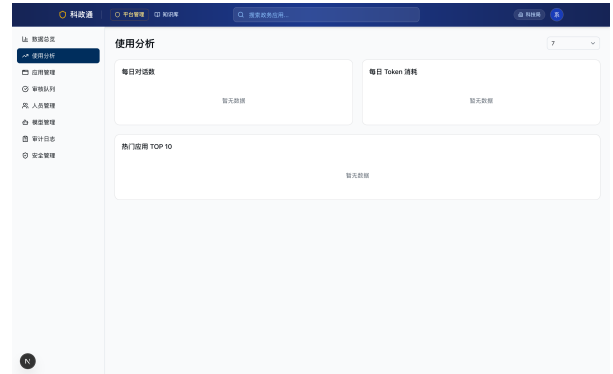 科政通
平台管理
知识库
搜索政务应用...
科技局
系
数据总览
使用分析
应用管理
审核队列
人员管理
模型管理
审计日志
安全管理
使用分析
7
每日对话数
暂无数据
每日 Token 消耗
暂无数据
热门应用 TOP 10
暂无数据
N